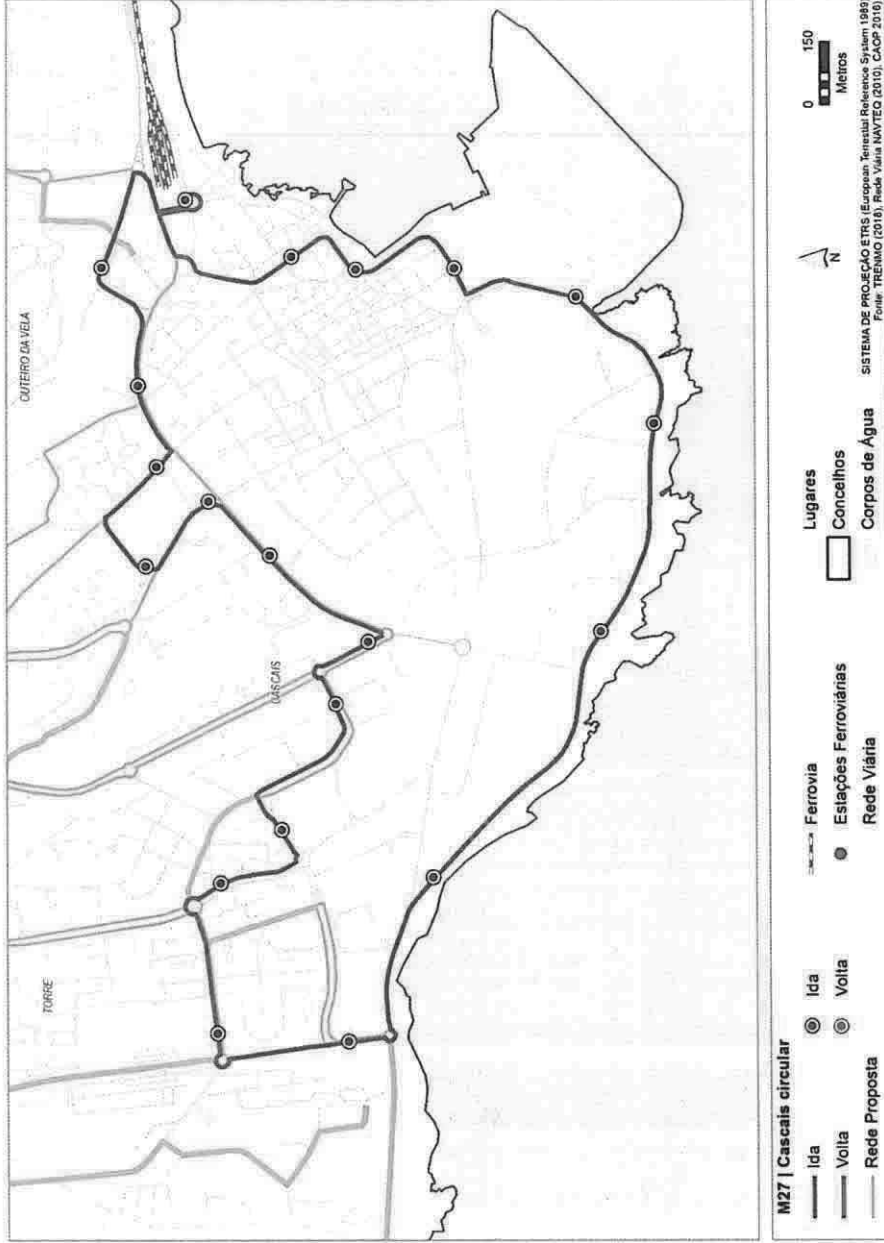 OUTEIRO DA VELA
CASCAIS
TORRE
M27 | Cascais circular
Ida
Volta
Rede Proposta
Ida
Volta
Ferrovia
Estações Ferroviárias
Rede Viária
Lugares
Concelhos
Corpos de Água
N
0 150
Metros
SISTEMA DE PROJEÇÃO ETRS (European Terrestrial Reference System 1989)
Fonte: TRENMO (2018), Rede Viária NAVTEQ (2010), CAOP 2016)